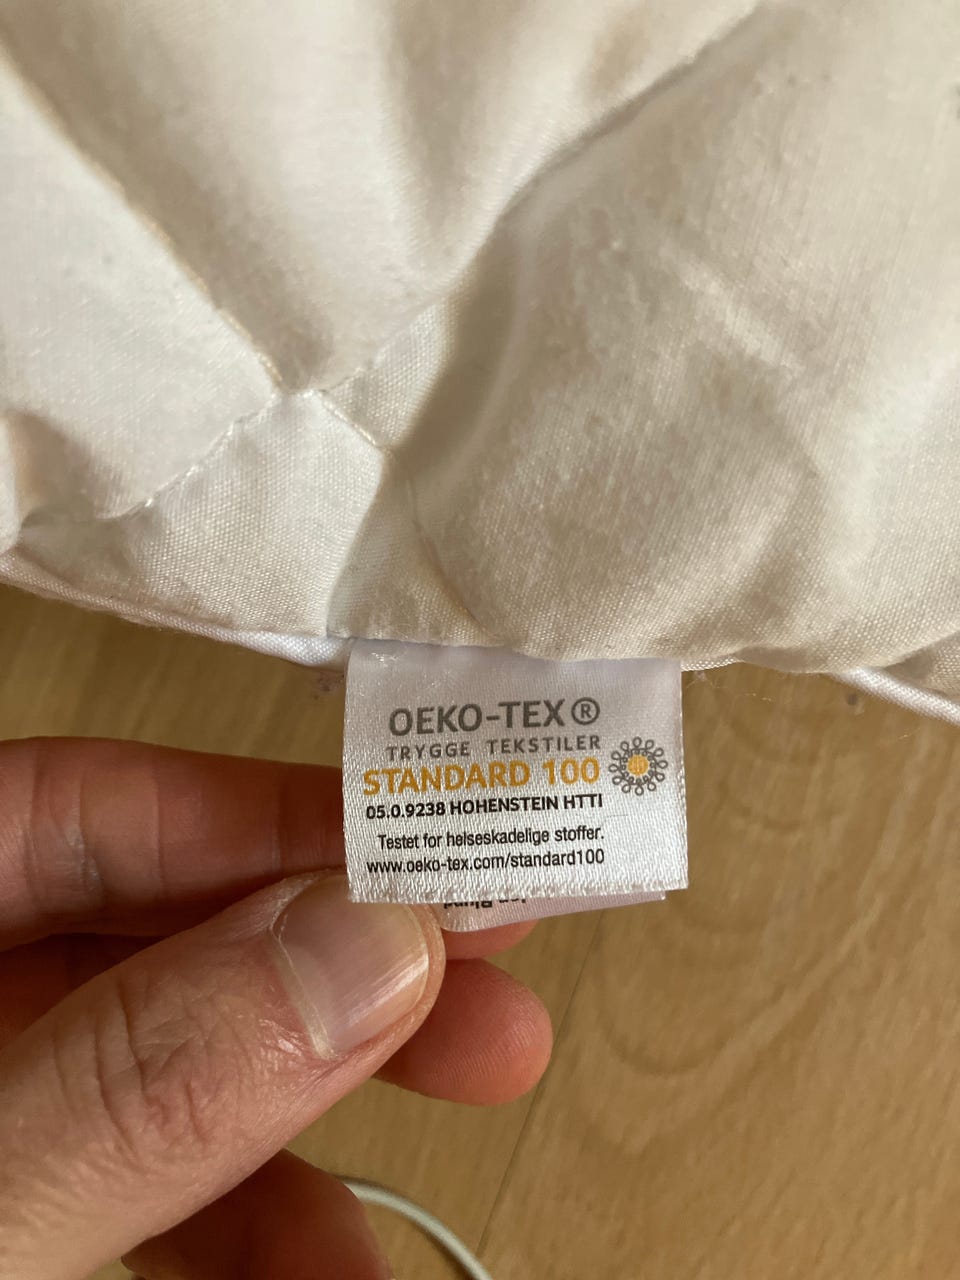 OEKO-TEX®
TRYGGE TEKSTILER
STANDARD 100
05.0.9238 HOHENSTEIN HTTI
Testet for helseskadelige stoffer.
www.oeko-tex.com/standard100